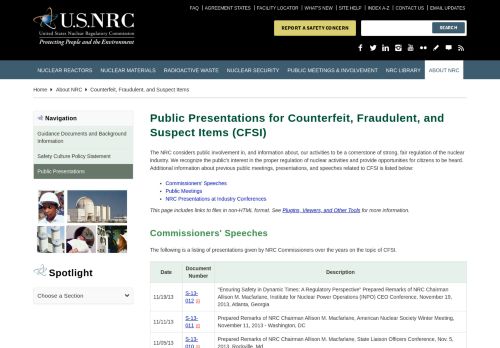 FAQ | AGREEMENT STATES | FACILITY LOCATOR | WHAT'S NEW | SITE HELP | INDEX A-Z | CONTACT US | EMAIL UPDATES
U.S.NRC
United States Nuclear Regulatory Commission
Protecting People and the Environment
REPORT A SAFETY CONCERN
SEARCH
NUCLEAR REACTORS NUCLEAR MATERIALS RADIOACTIVE WASTE NUCLEAR SECURITY PUBLIC MEETINGS & INVOLVEMENT NRC LIBRARY ABOUT NRC
Home ▸ About NRC ▸ Counterfeit, Fraudulent, and Suspect Items
Navigation
Guidance Documents and Background Information
Safety Culture Policy Statement
Public Presentations
Spotlight
Choose a Section
Public Presentations for Counterfeit, Fraudulent, and
Suspect Items (CFSI)
The NRC considers public involvement in, and information about, our activities to be a cornerstone of strong, fair regulation of the nuclear
industry. We recognize the public's interest in the proper regulation of nuclear activities and provide opportunities for citizens to be heard.
Additional information about previous public meetings, presentations, and speeches related to CFSI is listed below:
• Commissioners' Speeches
• Public Meetings
• NRC Presentations at Industry Conferences
This page includes links to files in non-HTML format. See Plugins, Viewers, and Other Tools for more information.
Commissioners' Speeches
The following is a listing of presentations given by NRC Commissioners over the years on the topic of CFSI.
Date Document Number Description
11/19/13 S-13-012 "Ensuring Safety in Dynamic Times: A Regulatory Perspective" Prepared Remarks of NRC Chairman
Allison M. Macfarlane, Institute for Nuclear Power Operations (INPO) CEO Conference, November 19,
2013, Atlanta, Georgia
11/11/13 S-13-011 Prepared Remarks of NRC Chairman Allison M. Macfarlane, American Nuclear Society Winter Meeting,
November 11, 2013 - Washington, DC
11/05/13 S-13-010 Prepared Remarks of NRC Chairman Allison M. Macfarlane, State Liaison Officers Conference, Nov. 5,
2013, Rockville, Md.